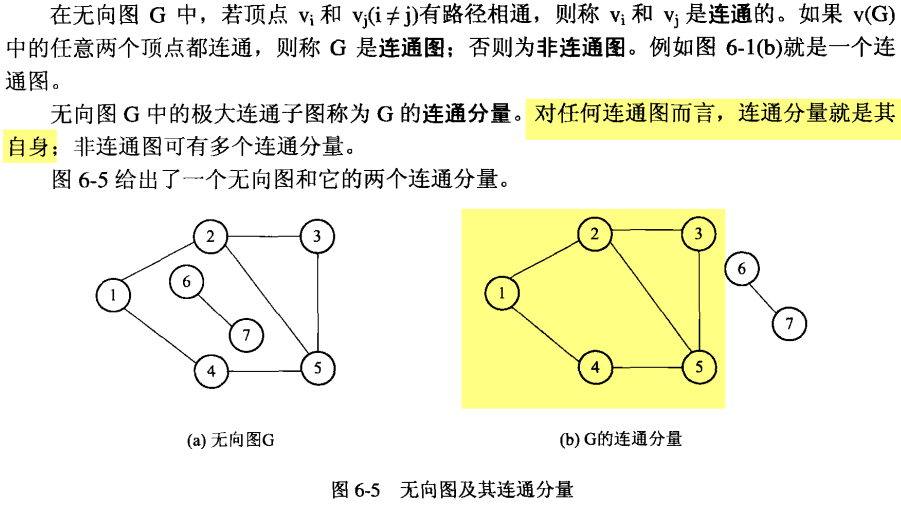 在无向图 G 中，若顶点 vi 和 vj(i ≠ j)有路径相通，则称 vi 和 vj 是连通的。如果 v(G)
中的任意两个顶点都连通，则称 G 是连通图；否则为非连通图。例如图 6-1(b)就是一个连
通图。
无向图 G 中的极大连通子图称为 G 的连通分量。对任何连通图而言，连通分量就是其
自身；非连通图可有多个连通分量。
图 6-5 给出了一个无向图和它的两个连通分量。
2
3
6
1
7
4
5
2
3
6
1
7
4
5
(a) 无向图G
(b) G的连通分量
图 6-5 无向图及其连通分量